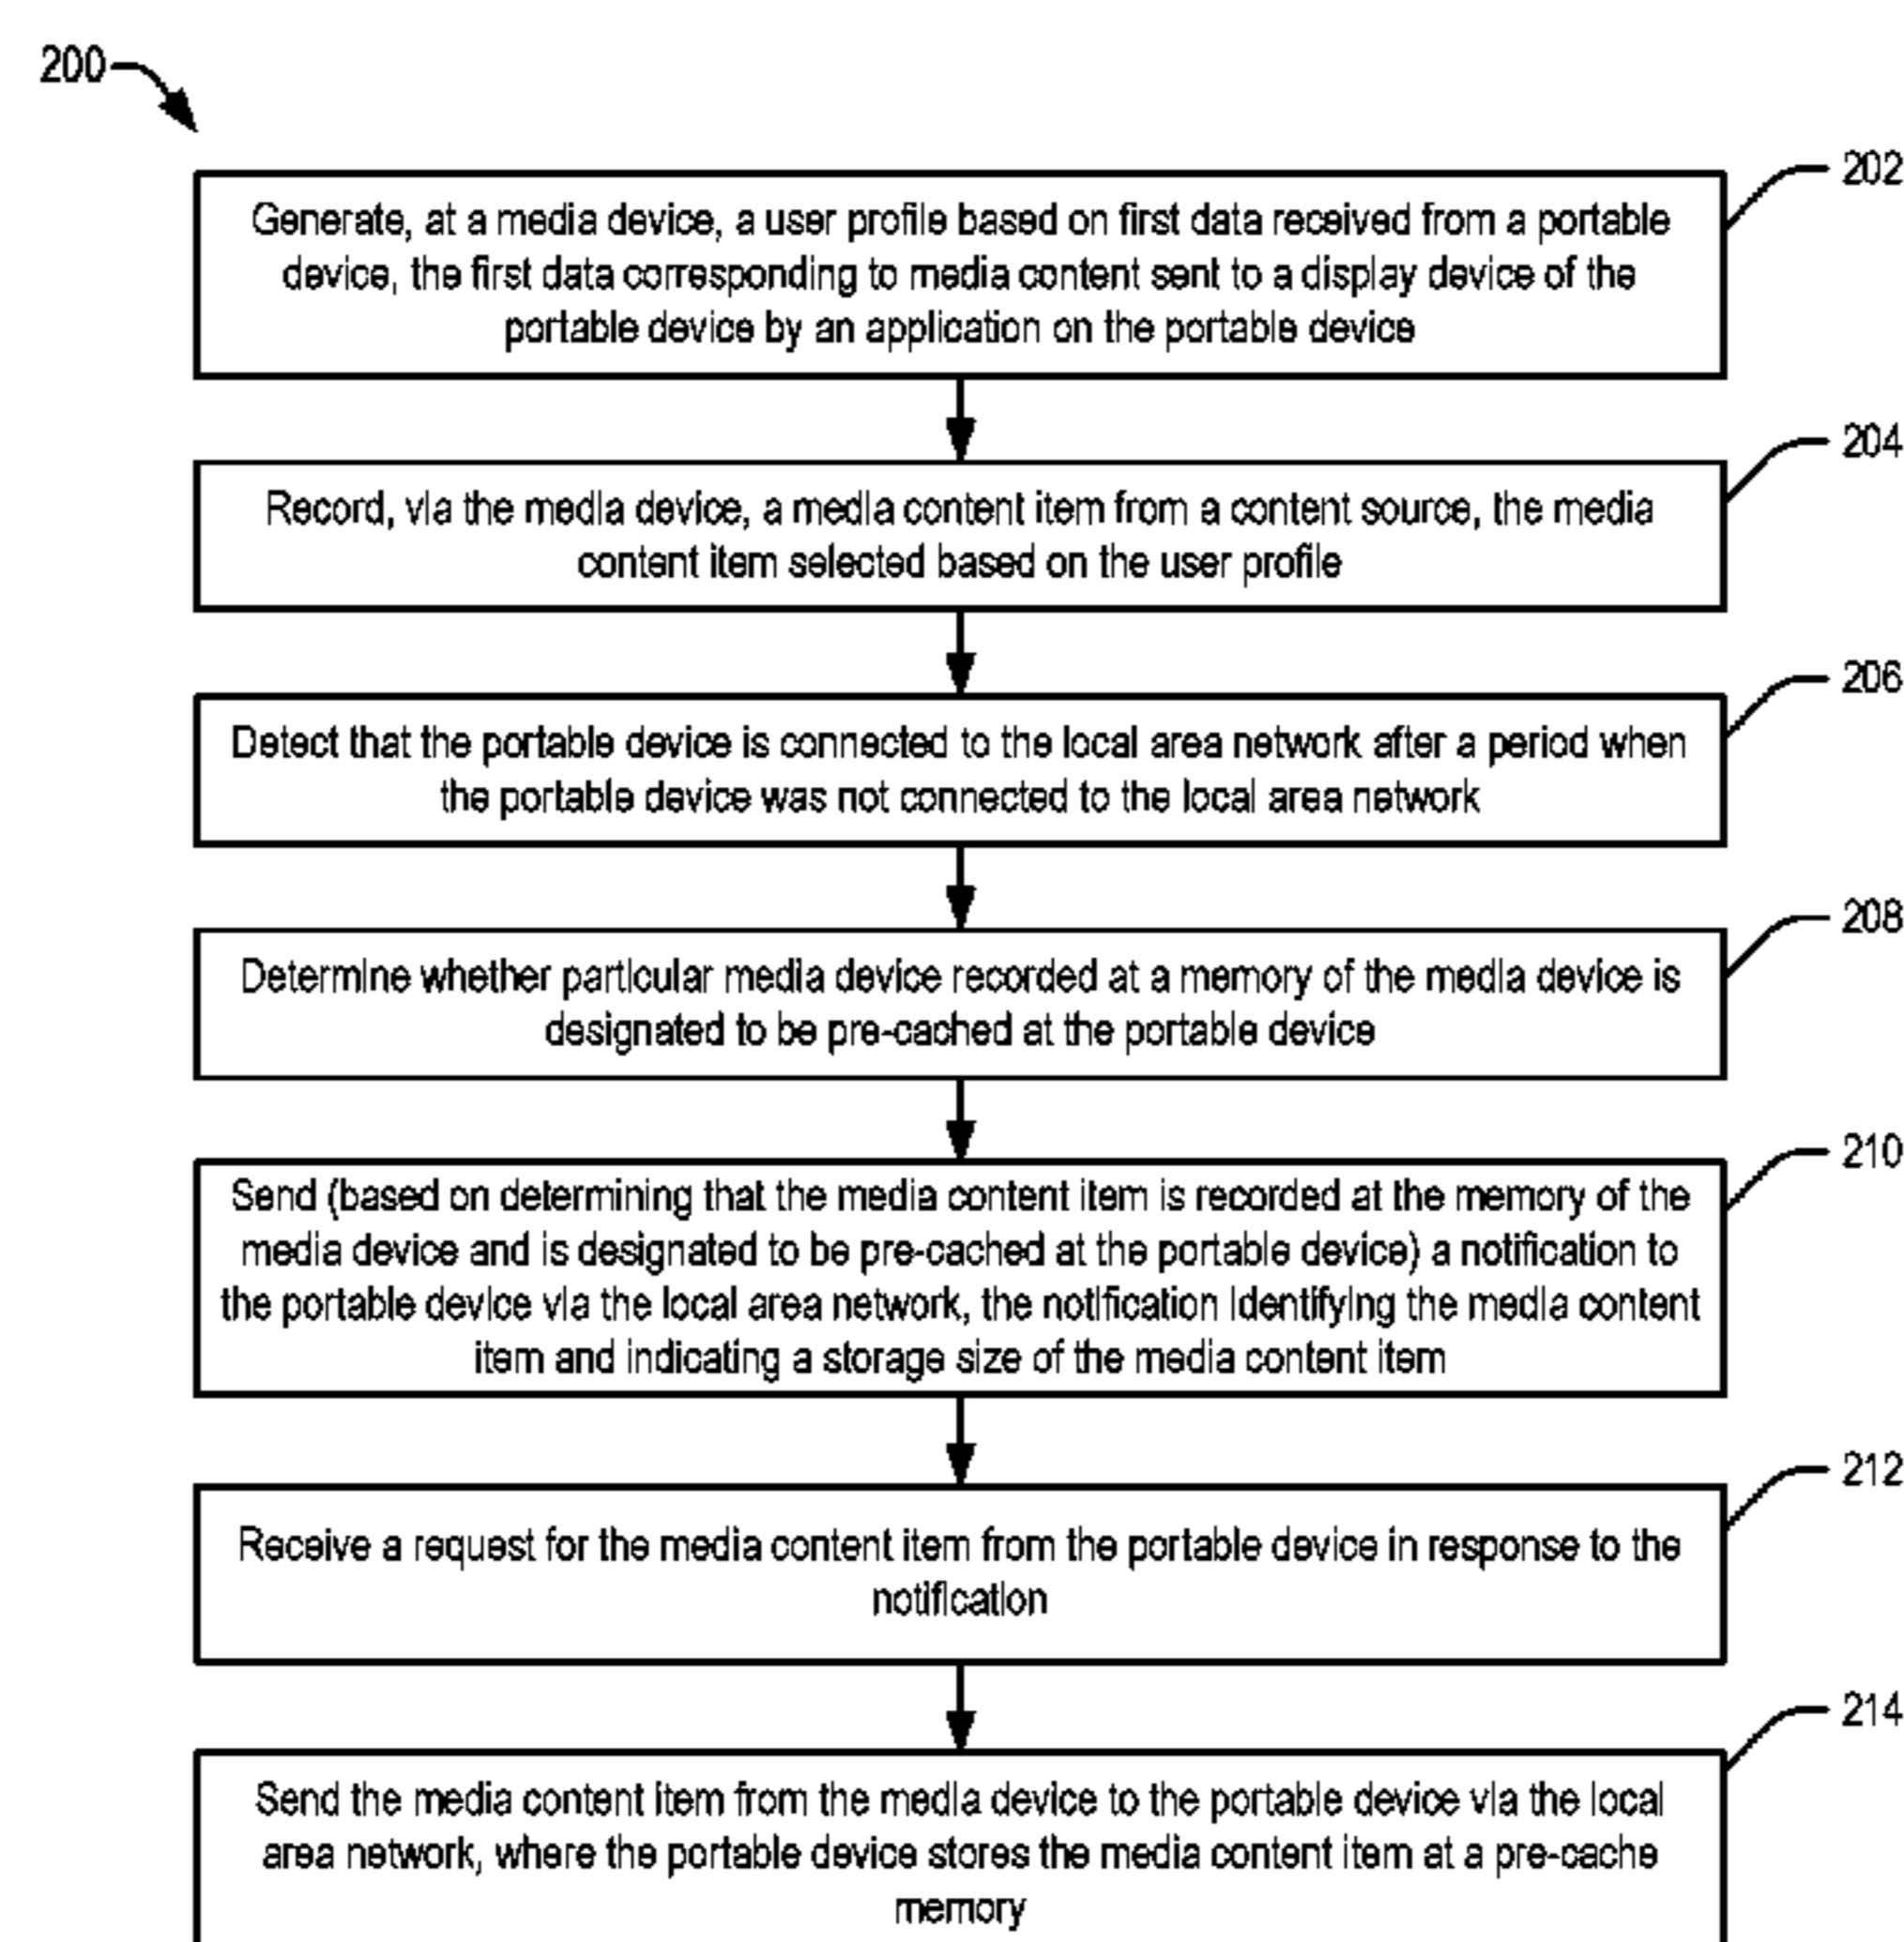 200
202
Generate, at a media device, a user profile based on first data received from a portable
device, the first data corresponding to media content sent to a display device of the
portable device by an application on the portable device
204
Record, via the media device, a media content item from a content source, the media
content item selected based on the user profile
206
Detect that the portable device is connected to the local area network after a period when
the portable device was not connected to the local area network
208
Determine whether particular media device recorded at a memory of the media device is
designated to be pre-cached at the portable device
210
Send (based on determining that the media content item is recorded at the memory of the
media device and is designated to be pre-cached at the portable device) a notification to
the portable device via the local area network, the notification identifying the media content
item and indicating a storage size of the media content item
212
Receive a request for the media content item from the portable device in response to the
notification
214
Send the media content item from the media device to the portable device via the local
area network, where the portable device stores the media content item at a pre-cache
memory